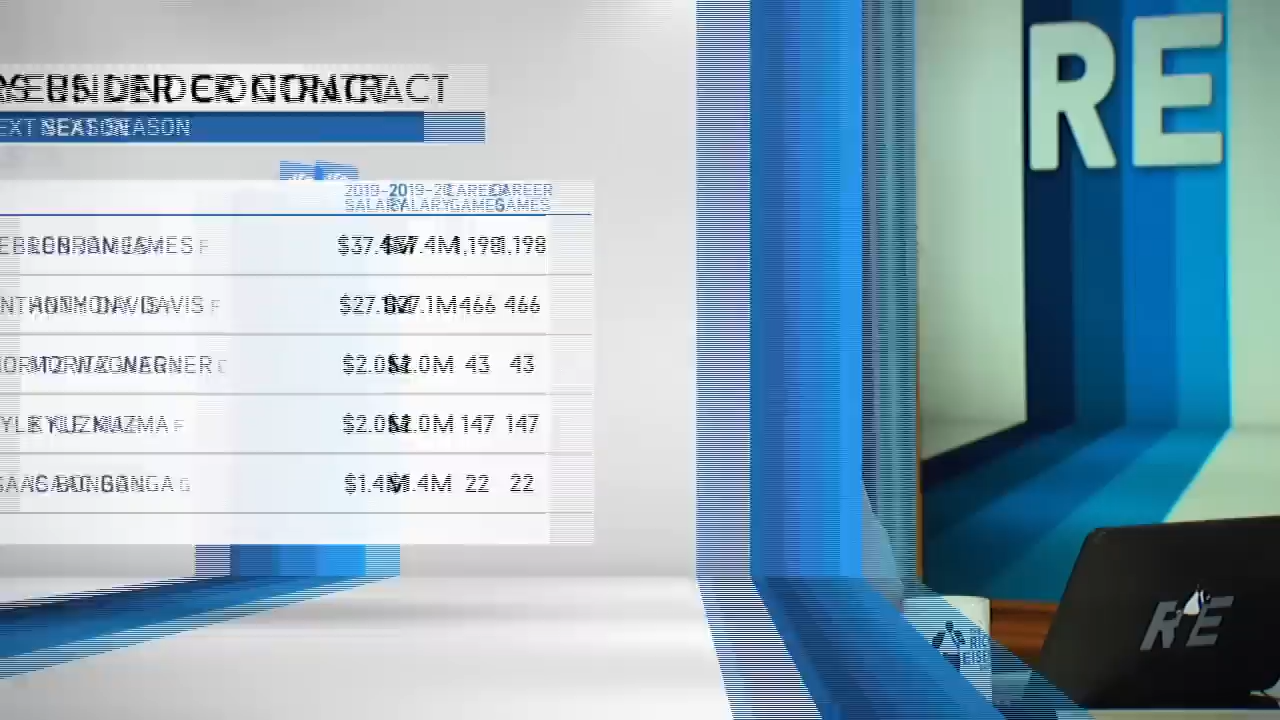 UNDER CONTRACT
NEXT SEASON
RE
2019-20 CAREER
SALARY GAMES
LEBRON JAMES F $37.4M 1,198
ANTHONY DAVIS F $27.1M 466
MORITZ WAGNER C $2.0M 43
KYLE KUZMA F $2.0M 147
ISAAC BONGA G $1.4M 22
RE